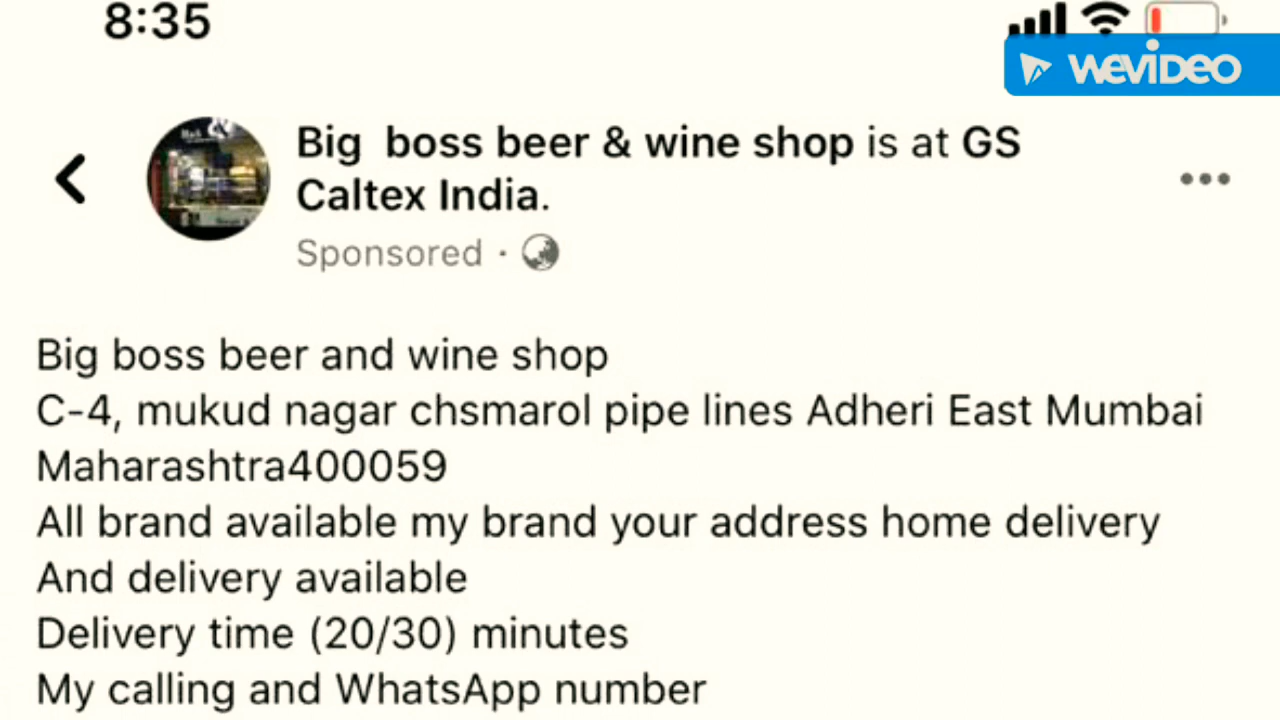 8:35
WEVIDEO
Big boss beer & wine shop is at GS
Caltex India.
Sponsored ·
Big boss beer and wine shop
C-4, mukud nagar chsmarol pipe lines Adheri East Mumbai
Maharashtra400059
All brand available my brand your address home delivery
And delivery available
Delivery time (20/30) minutes
My calling and WhatsApp number